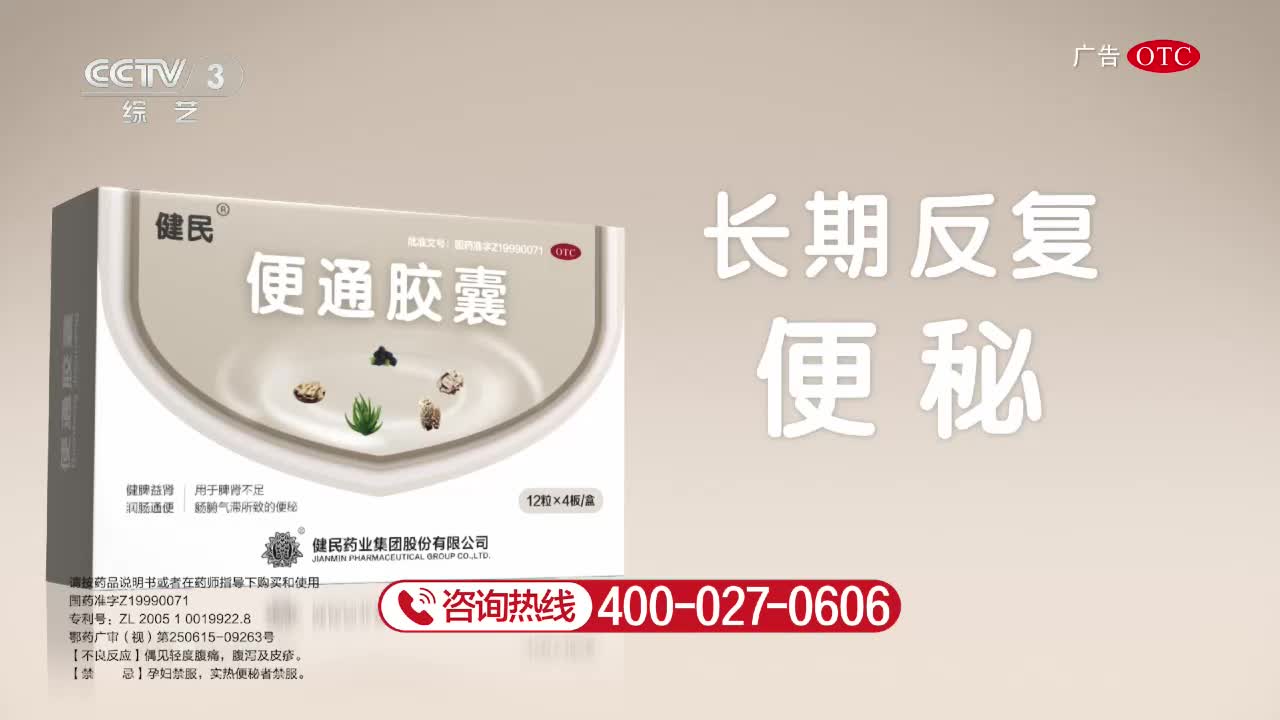 CCTV 3
综艺
广告 OTC
健民®
批准文号：国药准字Z19990071 OTC
便通胶囊
长期反复
便秘
健脾益肾 用于脾肾不足
润肠通便 肠腑气滞所致的便秘
12粒×4板/盒
健民药业集团股份有限公司
JIANMIN PHARMACEUTICAL GROUP CO.,LTD.
请按药品说明书或者在药师指导下购买和使用
国药准字Z19990071
专利号：ZL 2005 1 0019922.8
鄂药广审（视）第250615-09263号
【不良反应】偶见轻度腹痛，腹泻及皮疹。
【禁 忌】孕妇禁服，实热便秘者禁服。
咨询热线 400-027-0606